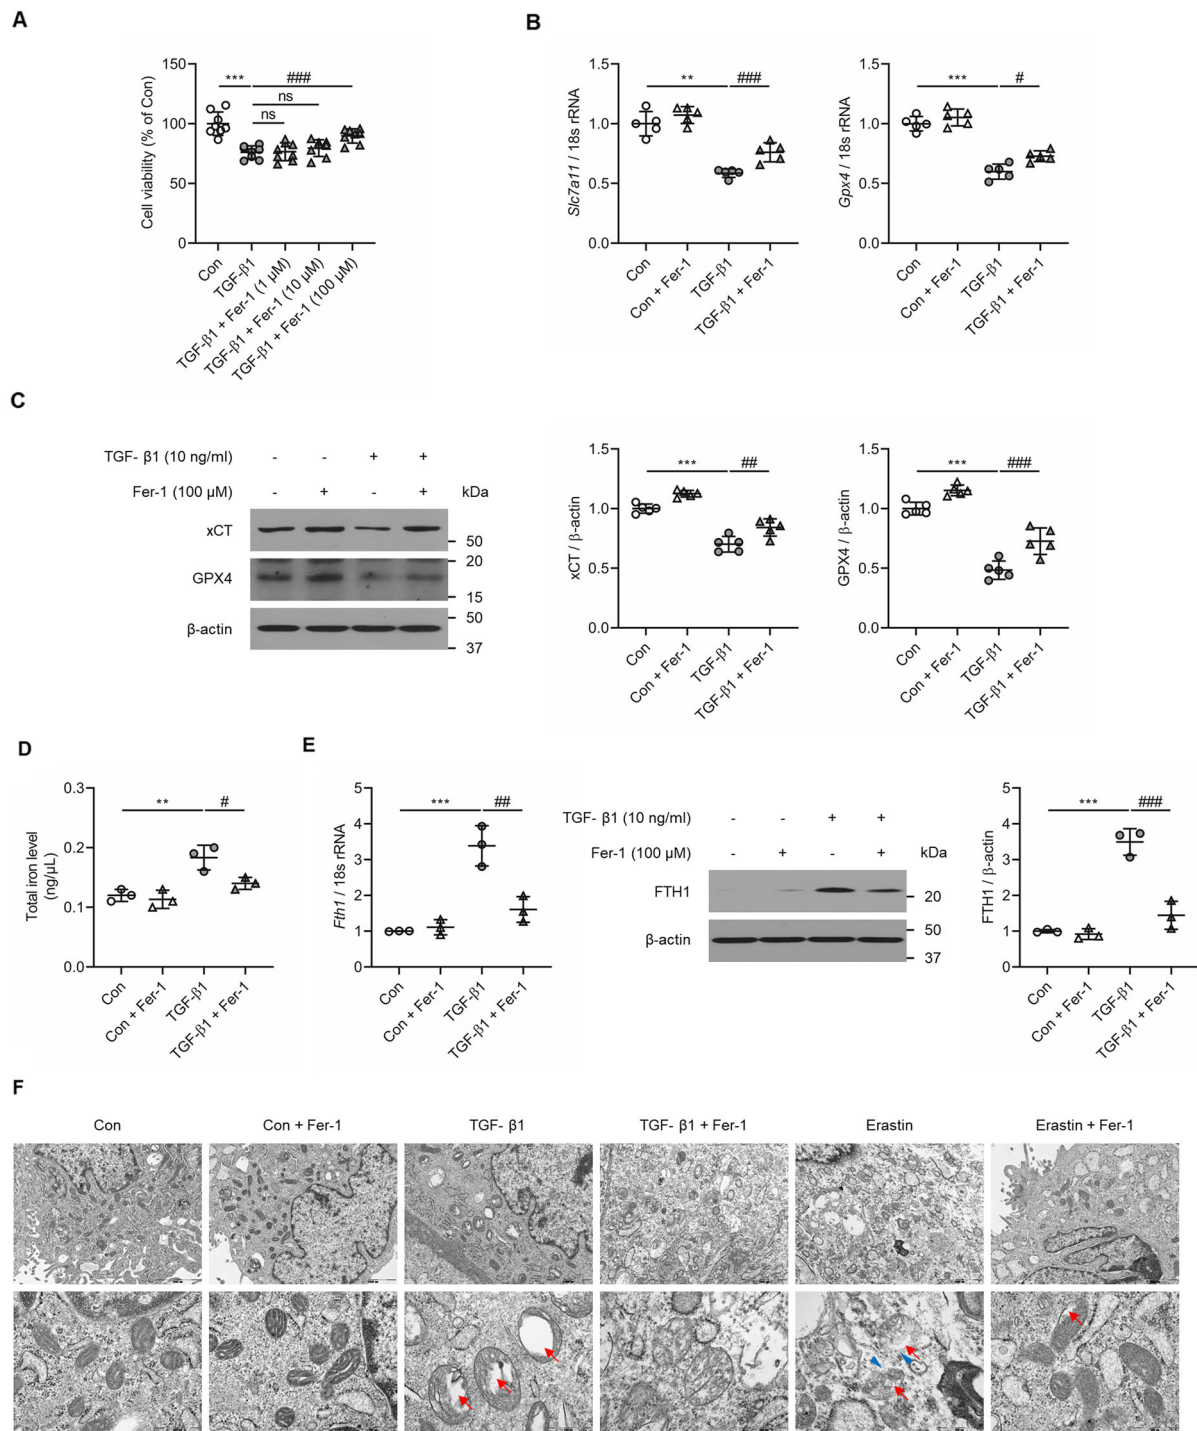 A
Cell viability (% of Con)
150
100
50
0
***
###
ns
ns
Con
TGF-β1
TGF-β1 + Fer-1 (1 μM)
TGF-β1 + Fer-1 (10 μM)
TGF-β1 + Fer-1 (100 μM)
B
Slc7a11 / 18s rRNA
1.5
1.0
0.5
0.0
**
###
Con
Con + Fer-1
TGF-β1
TGF-β1 + Fer-1
Gpx4 / 18s rRNA
1.5
1.0
0.5
0.0
***
#
Con
Con + Fer-1
TGF-β1
TGF-β1 + Fer-1
C
TGF- β1 (10 ng/ml) - - + +
Fer-1 (100 μM) - + - + kDa
xCT
50
20
GPX4
15
50
β-actin
37
xCT / β-actin
1.5
1.0
0.5
0.0
***
##
Con
Con + Fer-1
TGF-β1
TGF-β1 + Fer-1
GPX4 / β-actin
1.5
1.0
0.5
0.0
***
###
Con
Con + Fer-1
TGF-β1
TGF-β1 + Fer-1
D
Total iron level
(ng/μL)
0.3
0.2
0.1
0.0
**
#
Con
Con + Fer-1
TGF-β1
TGF-β1 + Fer-1
E
Fth1 / 18s rRNA
5
4
3
2
1
0
***
##
Con
Con + Fer-1
TGF-β1
TGF-β1 + Fer-1
TGF- β1 (10 ng/ml) - - + +
Fer-1 (100 μM) - + - + kDa
FTH1
20
50
β-actin
37
FTH1 / β-actin
5
4
3
2
1
0
***
###
Con
Con + Fer-1
TGF-β1
TGF-β1 + Fer-1
F
Con Con + Fer-1 TGF- β1 TGF- β1 + Fer-1 Erastin Erastin + Fer-1